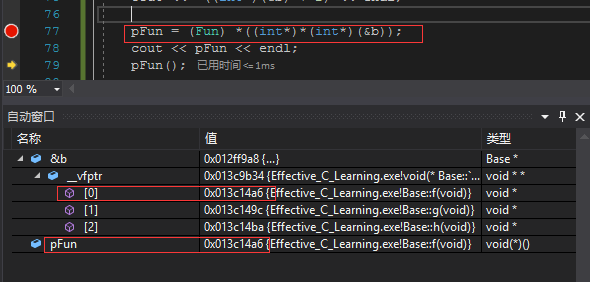 76
77 pFun = (Fun) *((int*)*(int*)(&b));
78 cout << pFun << endl;
79 pFun(); 已用时间<=1ms
100 %
自动窗口
名称 值 类型
&b 0x012ff9a8 {...} Base *
__vfptr 0x013c9b34 {Effective_C_Learning.exe!void(* Base::`... void * *
[0] 0x013c14a6 {Effective_C_Learning.exe!Base::f(void)} void *
[1] 0x013c149c {Effective_C_Learning.exe!Base::g(void)} void *
[2] 0x013c14ba {Effective_C_Learning.exe!Base::h(void)} void *
pFun 0x013c14a6 {Effective_C_Learning.exe!Base::f(void)} void(*)()